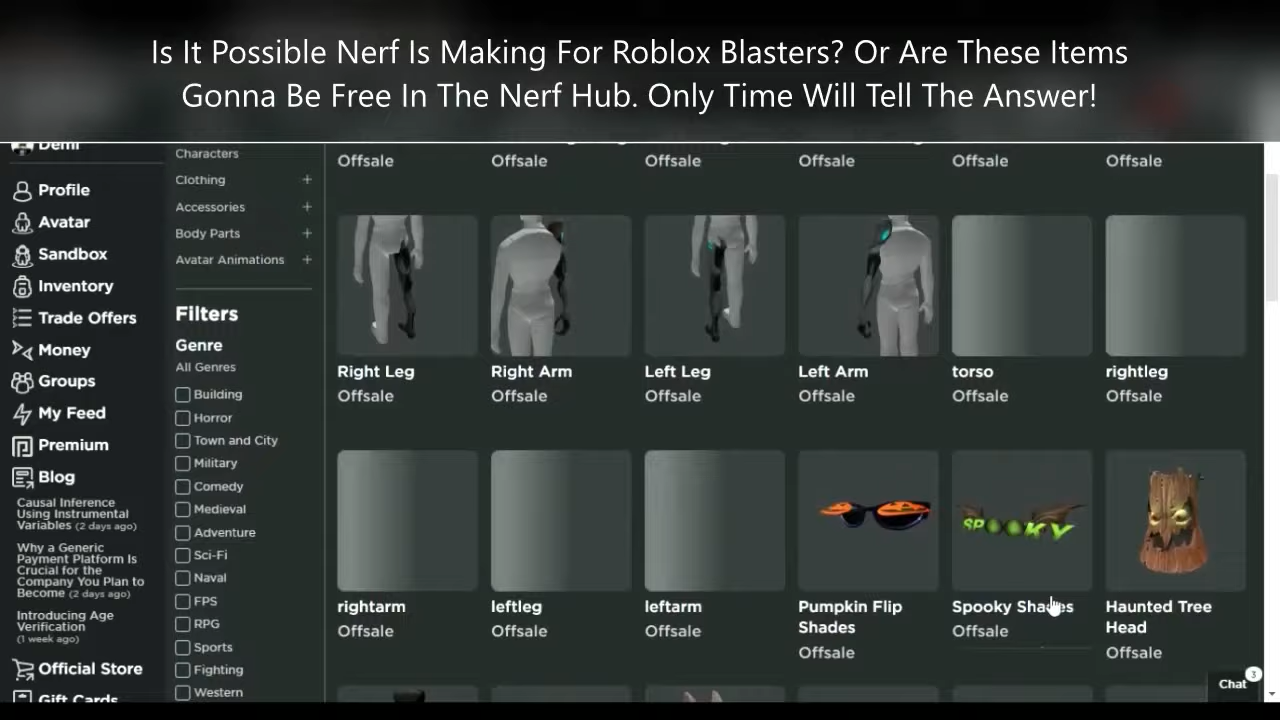 Is It Possible Nerf Is Making For Roblox Blasters? Or Are These Items
Gonna Be Free In The Nerf Hub. Only Time Will Tell The Answer!
Demi
Profile
Avatar
Sandbox
Inventory
Trade Offers
Money
Groups
My Feed
Premium
Blog
Causal Inference
Using Instrumental
Variables (2 days ago)
Why a Generic
Payment Platform Is
Crucial for the
Company You Plan to
Become (2 days ago)
Introducing Age
Verification
(1 week ago)
Official Store
Gift Cards
Characters
Clothing +
Accessories +
Body Parts +
Avatar Animations +
Filters
Genre
All Genres
Building
Horror
Town and City
Military
Comedy
Medieval
Adventure
Sci-Fi
Naval
FPS
RPG
Sports
Fighting
Western
Offsale Offsale Offsale Offsale Offsale Offsale
Right Leg Right Arm Left Leg Left Arm torso rightleg
Offsale Offsale Offsale Offsale Offsale Offsale
SPOOKY
rightarm leftleg leftarm Pumpkin Flip Spooky Shades Haunted Tree
Offsale Offsale Offsale Shades Offsale Head
Offsale Offsale
Chat 3